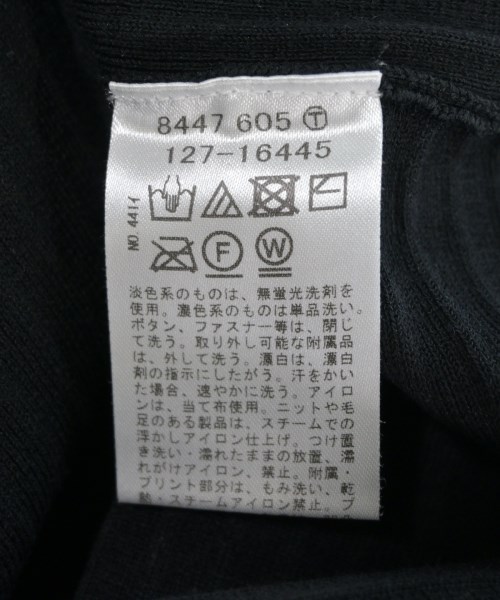 8447 605 Ⓣ
127-16445
NO.441イ
F
W
淡色系のものは、無蛍光洗剤を
使用。濃色系のものは単品洗い。
ボタン、ファスナー等は、閉じ
て洗う。取り外し可能な附属品
は、外して洗う。漂白は、漂白
剤の指示にしたがう。汗をかい
た場合、速やかに洗う。アイロ
ンは、当て布使用。ニットや毛
足のある製品は、スチームでの
浮かしアイロン仕上げ。つけ置
き洗い・濡れたままの放置、濡
れがけアイロン、禁止。附属・
プリント部分は、もみ洗い、乾
熱・スチームアイロン禁止。プ